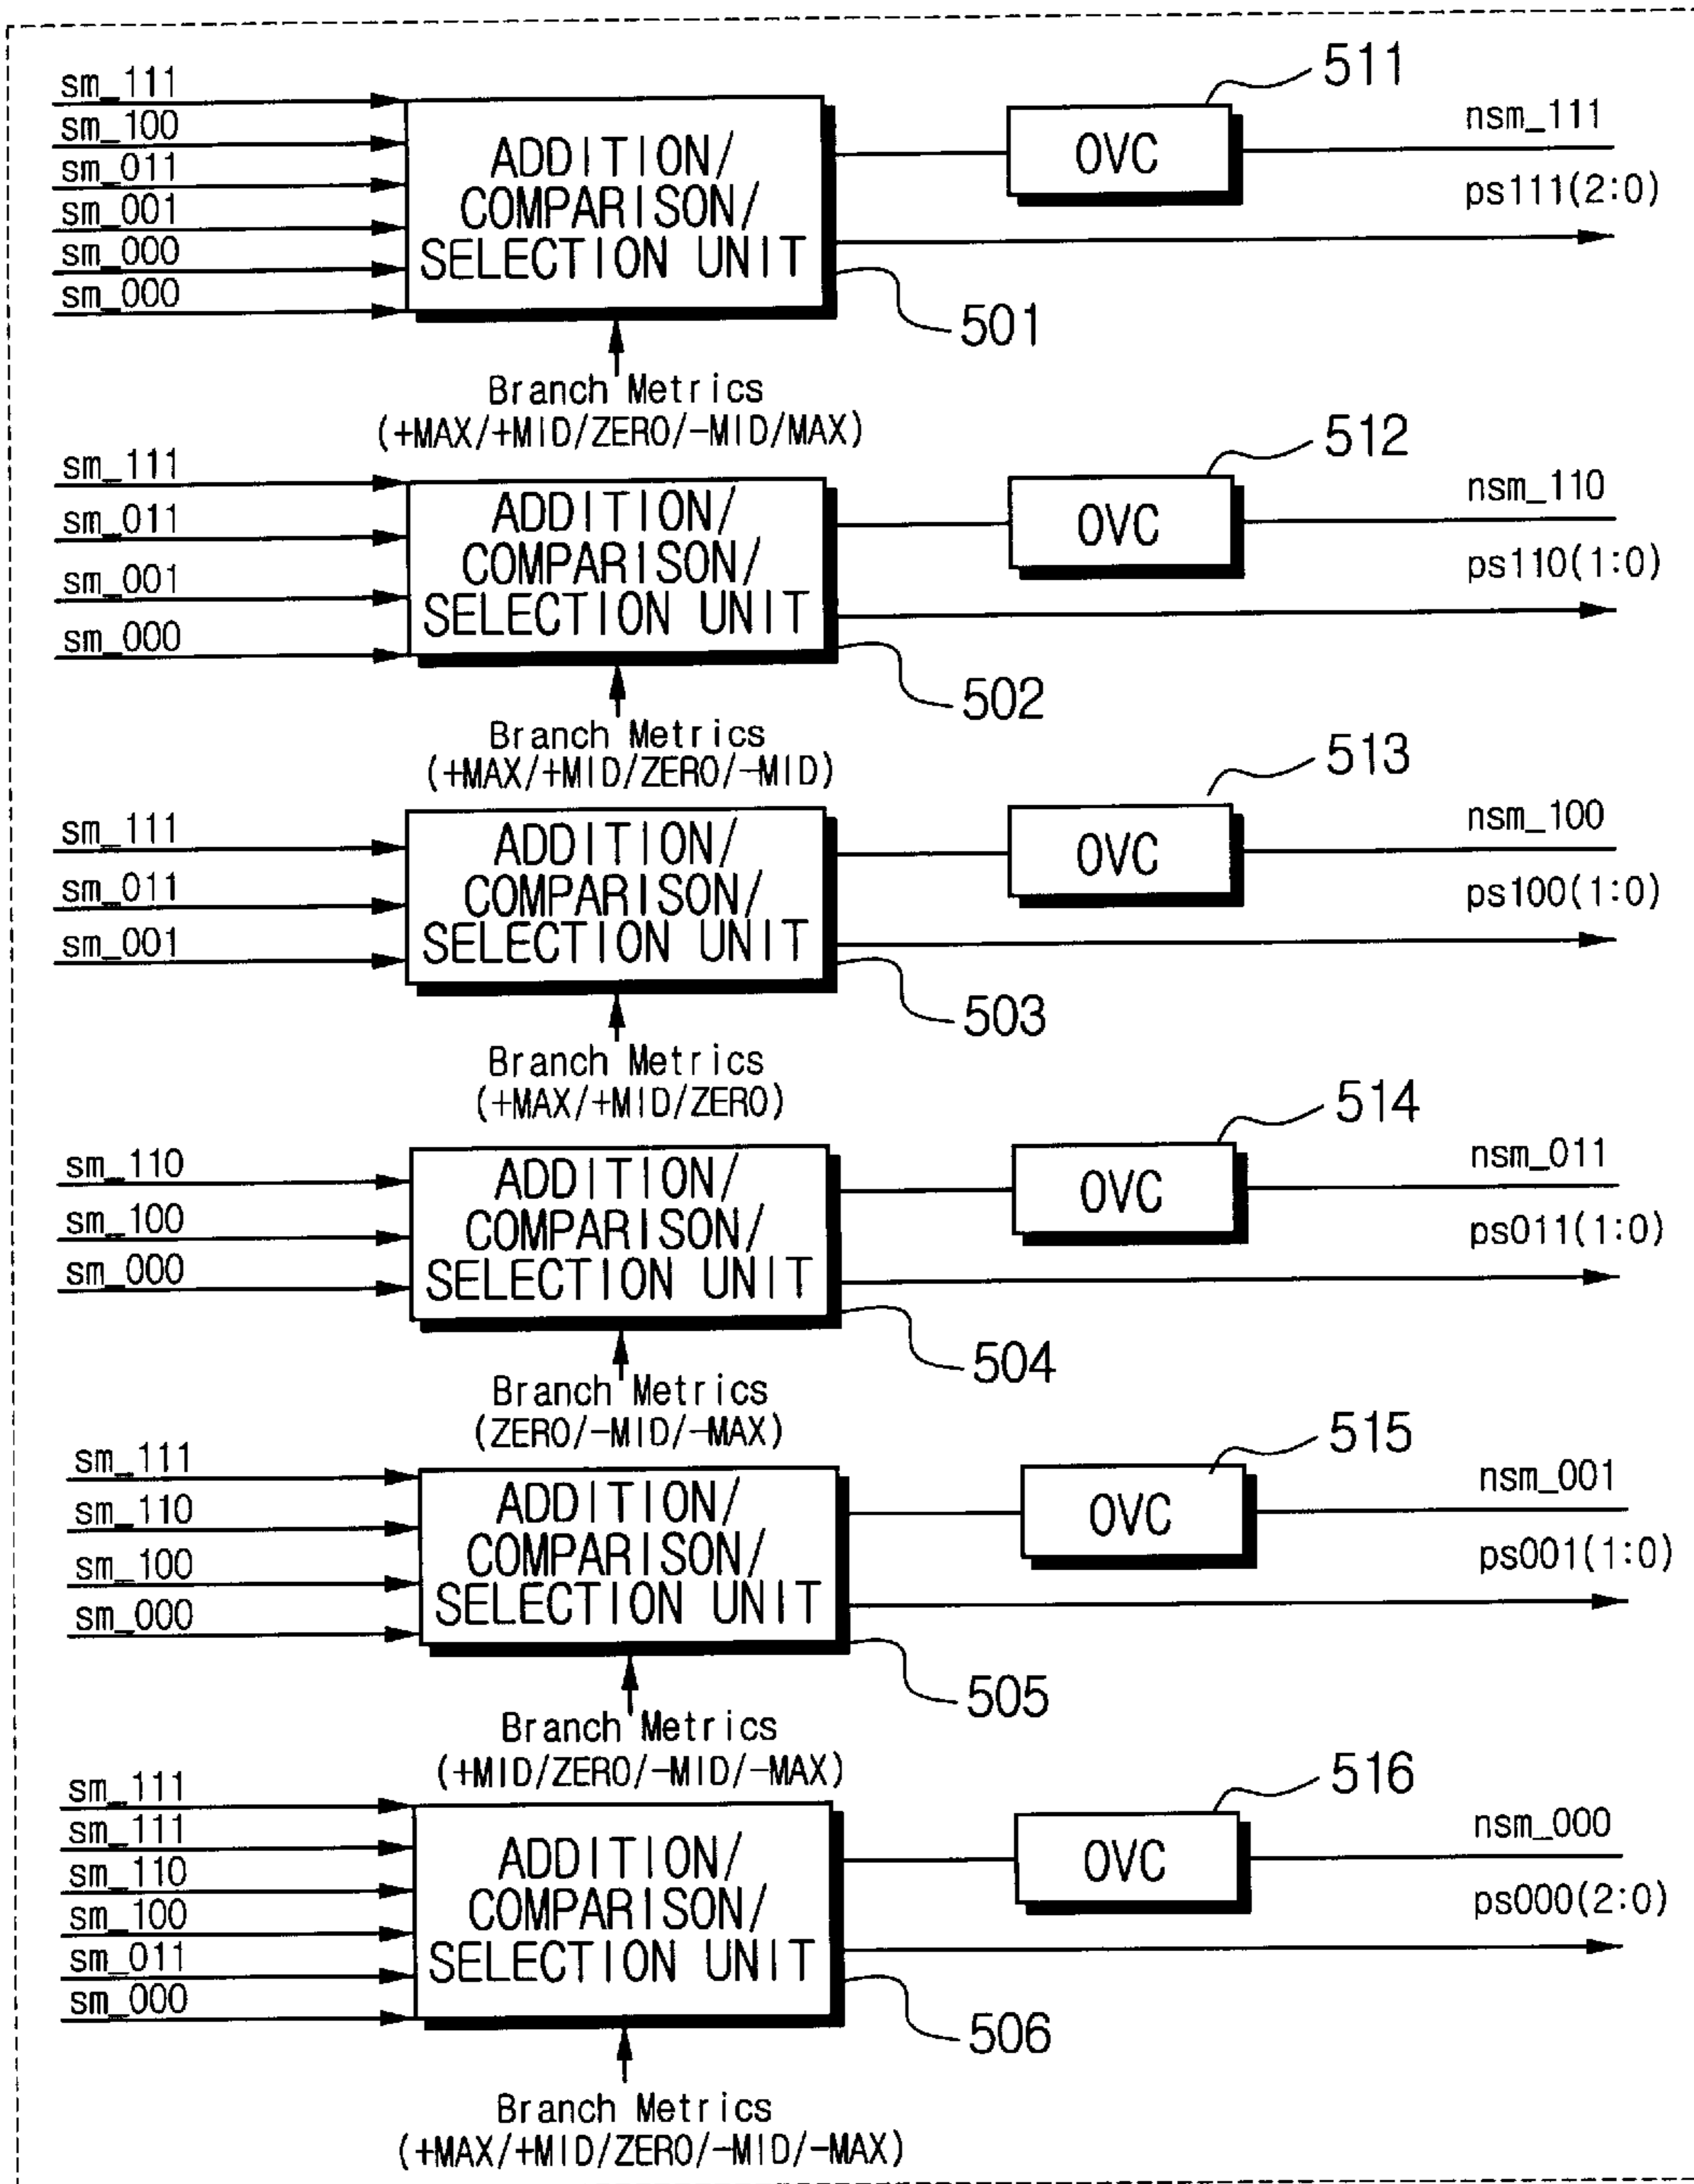 sm_111
sm_100
sm_011
sm_001
sm_000
sm_000
ADDITION/
COMPARISON/
SELECTION UNIT
501
Branch Metrics
(+MAX/+MID/ZERO/-MID/MAX)
OVC
511
nsm_111
ps111(2:0)
sm_111
sm_011
sm_001
sm_000
ADDITION/
COMPARISON/
SELECTION UNIT
502
Branch Metrics
(+MAX/+MID/ZERO/-MID)
OVC
512
nsm_110
ps110(1:0)
sm_111
sm_011
sm_001
ADDITION/
COMPARISON/
SELECTION UNIT
503
Branch Metrics
(+MAX/+MID/ZERO)
OVC
513
nsm_100
ps100(1:0)
sm_110
sm_100
sm_000
ADDITION/
COMPARISON/
SELECTION UNIT
504
Branch Metrics
(ZERO/-MID/-MAX)
OVC
514
nsm_011
ps011(1:0)
sm_111
sm_110
sm_100
sm_000
ADDITION/
COMPARISON/
SELECTION UNIT
505
Branch Metrics
(+MID/ZERO/-MID/-MAX)
OVC
515
nsm_001
ps001(1:0)
sm_111
sm_111
sm_110
sm_100
sm_011
sm_000
ADDITION/
COMPARISON/
SELECTION UNIT
506
Branch Metrics
(+MAX/+MID/ZERO/-MID/-MAX)
OVC
516
nsm_000
ps000(2:0)